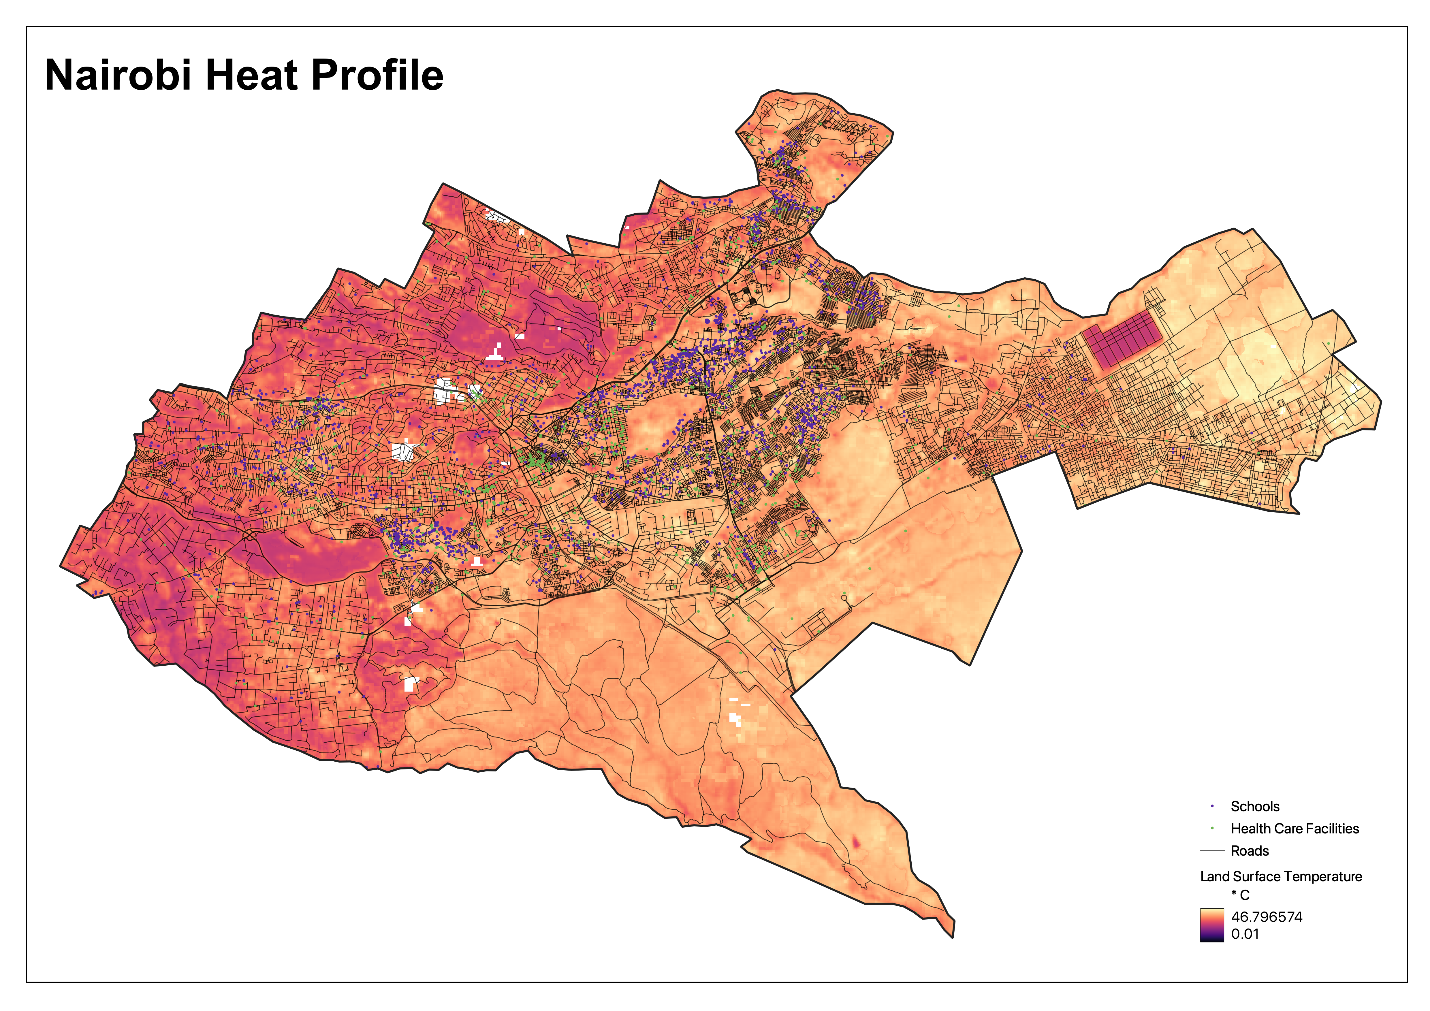 Nairobi Heat Profile
Schools
Health Care Facilities
Roads
Land Surface Temperature
* C
46.796574
0.01